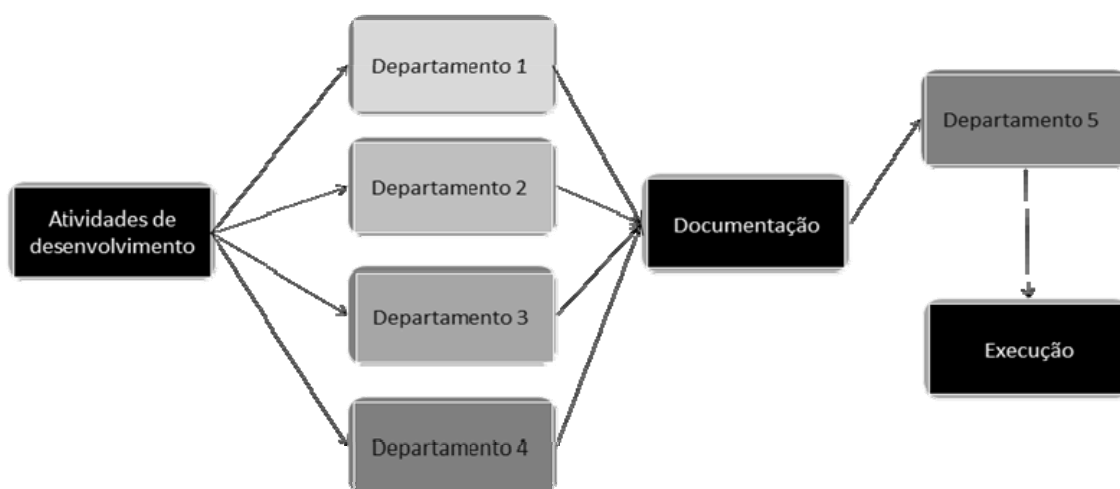 Departamento 1
Departamento 2
Atividades de
desenvolvimento
Departamento 3
Departamento 4
Documentação
Departamento 5
Execução